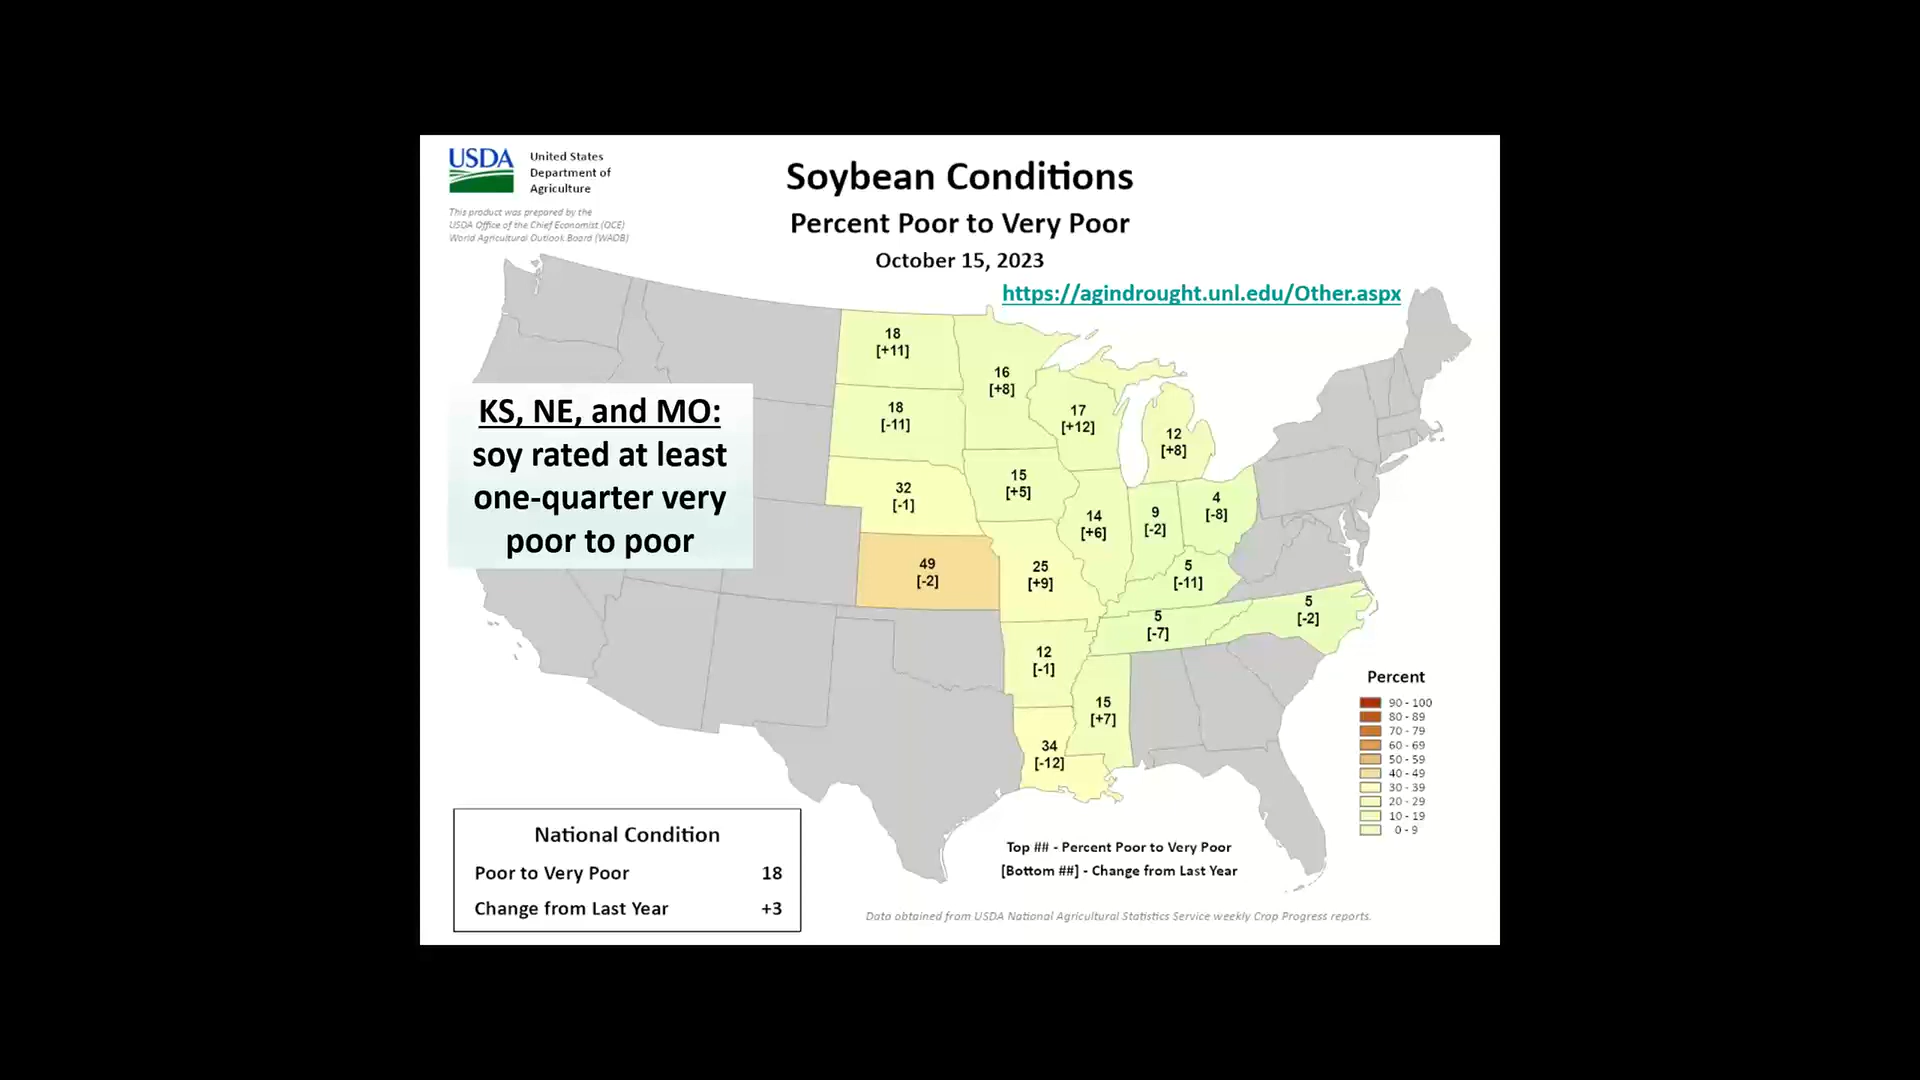 USDA
United States
Department of
Agriculture
This product was prepared by the
USDA Office of the Chief Economist (OCE)
World Agricultural Outlook Board (WAOB)
Soybean Conditions
Percent Poor to Very Poor
October 15, 2023
https://agindrought.unl.edu/Other.aspx
KS, NE, and MO:
soy rated at least
one-quarter very
poor to poor
18
[+11]
16
[+8]
18
[-11]
17
[+12]
12
[+8]
32
[-1]
15
[+5]
14
[+6]
9
[-2]
4
[-8]
49
[-2]
25
[+9]
5
[-11]
5
[-7]
5
[-2]
12
[-1]
15
[+7]
34
[-12]
Percent
90 - 100
80 - 89
70 - 79
60 - 69
50 - 59
40 - 49
30 - 39
20 - 29
10 - 19
0 - 9
National Condition
Poor to Very Poor 18
Change from Last Year +3
Top ## - Percent Poor to Very Poor
[Bottom ##] - Change from Last Year
Data obtained from USDA National Agricultural Statistics Service weekly Crop Progress reports.